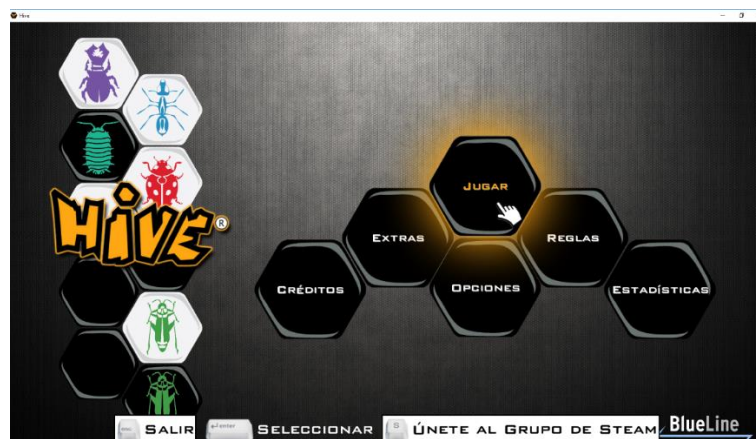 Hive
HIVE®
JUGAR
EXTRAS
REGLAS
CRÉDITOS
OPCIONES
ESTADÍSTICAS
SALIR
enter
SELECCIONAR
S
ÚNETE AL GRUPO DE STEAM
BlueLine